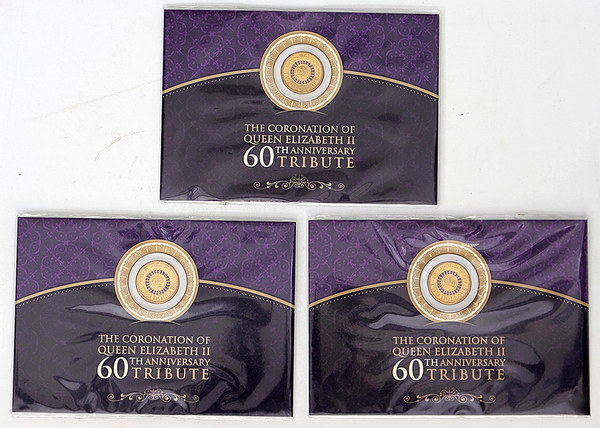 THE CORONATION OF
QUEEN ELIZABETH II
60TH ANNIVERSARY
TRIBUTE
THE CORONATION OF
QUEEN ELIZABETH II
60TH ANNIVERSARY
TRIBUTE
THE CORONATION OF
QUEEN ELIZABETH II
60TH ANNIVERSARY
TRIBUTE